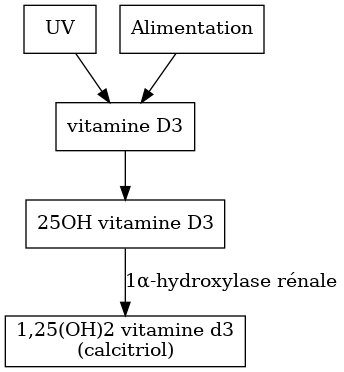 UV
Alimentation
vitamine D3
25OH vitamine D3
1α-hydroxylase rénale
1,25(OH)2 vitamine d3
(calcitriol)